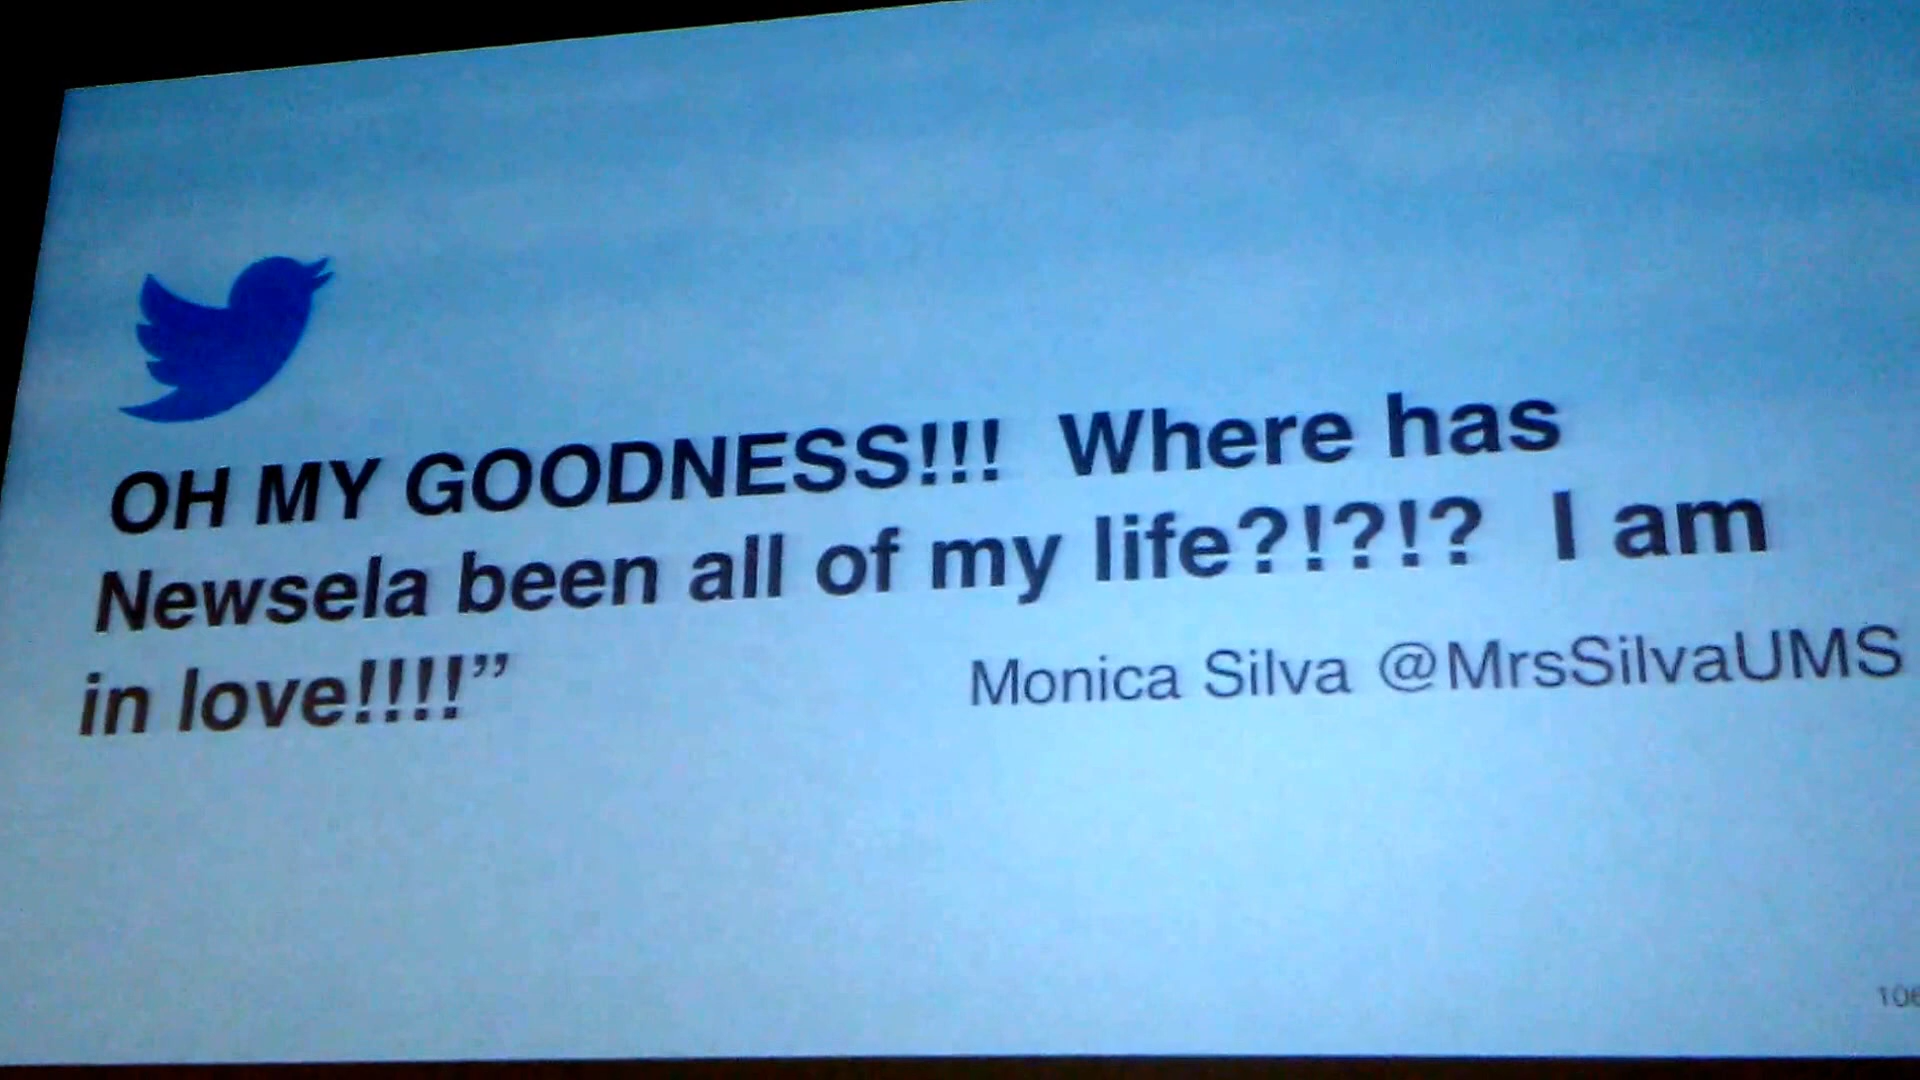 OH MY GOODNESS!!! Where has
Newsela been all of my life?!?!? I am
in love!!!!”
Monica Silva @MrsSilvaUMS